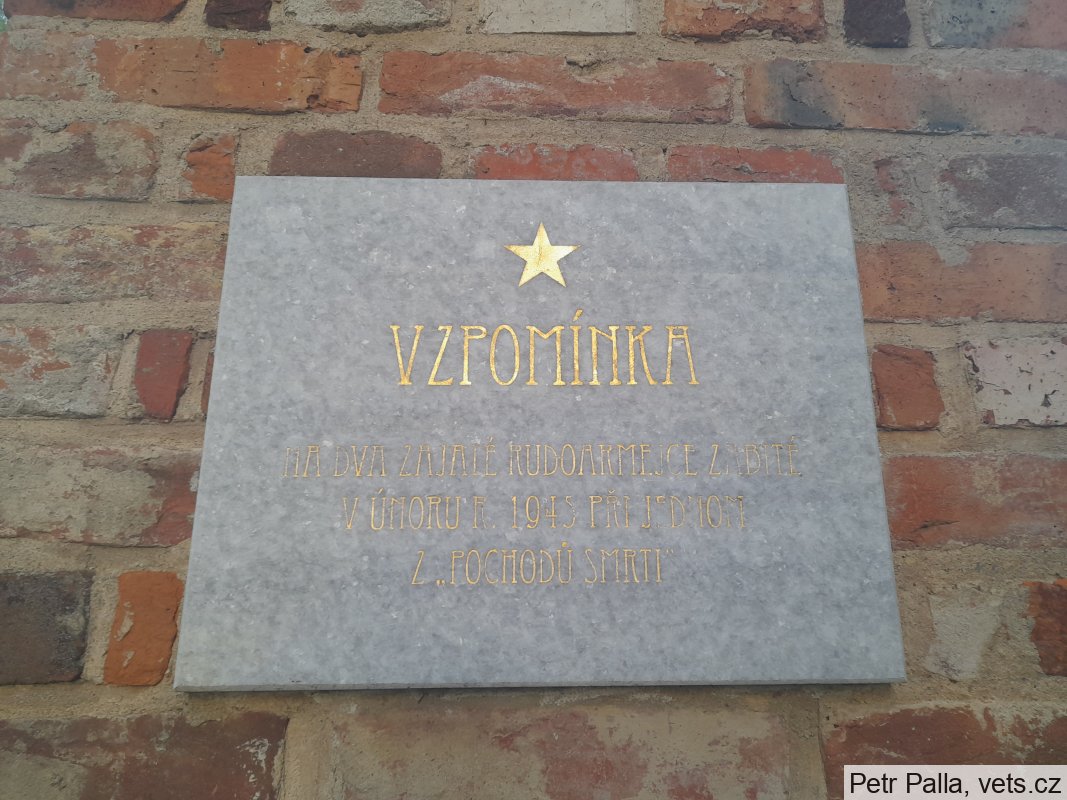 VZPOMÍNKA
NA DVA ZAJATÉ RUDOARMEJCE ZABITÉ
V ÚNORU R. 1945 PŘI JEDNOM
Z „POCHODŮ SMRTI"
Petr Palla, vets.cz